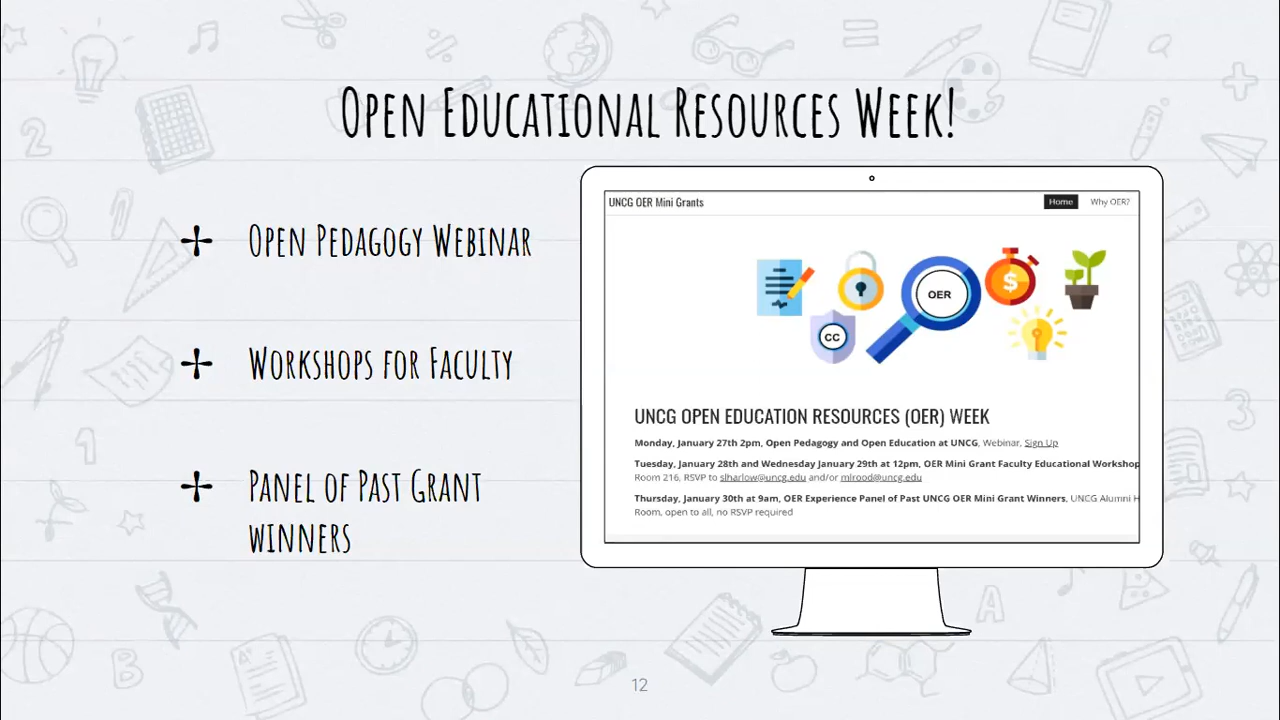 Open Educational Resources Week!
Open Pedagogy Webinar
Workshops for Faculty
Panel of Past Grant
winners
UNCG OER Mini Grants
Home
Why OER?
OER
$
CC
UNCG OPEN EDUCATION RESOURCES (OER) WEEK
Monday, January 27th 2pm, Open Pedagogy and Open Education at UNCG, Webinar, Sign Up
Tuesday, January 28th and Wednesday January 29th at 12pm, OER Mini Grant Faculty Educational Workshop
Room 216, RSVP to slharlow@uncg.edu and/or mlrood@uncg.edu
Thursday, January 30th at 9am, OER Experience Panel of Past UNCG OER Mini Grant Winners, UNCG Alumni H
Room, open to all, no RSVP required
2
1
3
A
B
A
12